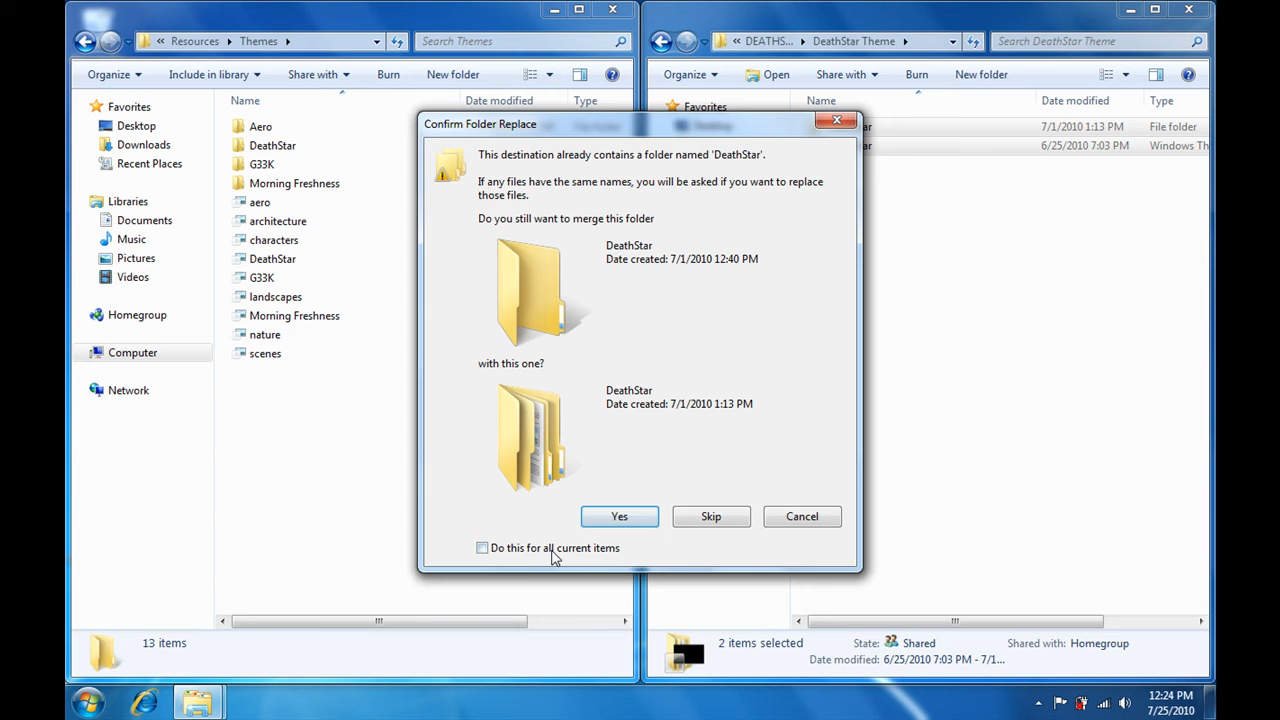 « Resources ▸ Themes ▸
Search Themes
Organize Include in library Share with Burn New folder
Favorites
Desktop
Downloads
Recent Places
Libraries
Documents
Music
Pictures
Videos
Homegroup
Computer
Network
Name Date modified Type
Aero
DeathStar
G33K
Morning Freshness
aero
architecture
characters
DeathStar
G33K
landscapes
Morning Freshness
nature
scenes
13 items
« DEATHS... ▸ DeathStar Theme ▸
Search DeathStar Theme
Organize Open Share with Burn New folder
Favorites
Desktop
Name Date modified Type
ar 7/1/2010 1:13 PM File folder
ar 6/25/2010 7:03 PM Windows Th
2 items selected State: Shared Shared with: Homegroup
Date modified: 6/25/2010 7:03 PM - 7/1...
Confirm Folder Replace
This destination already contains a folder named 'DeathStar'.
If any files have the same names, you will be asked if you want to replace
those files.
Do you still want to merge this folder
DeathStar
Date created: 7/1/2010 12:40 PM
with this one?
DeathStar
Date created: 7/1/2010 1:13 PM
Yes Skip Cancel
Do this for all current items
12:24 PM
7/25/2010